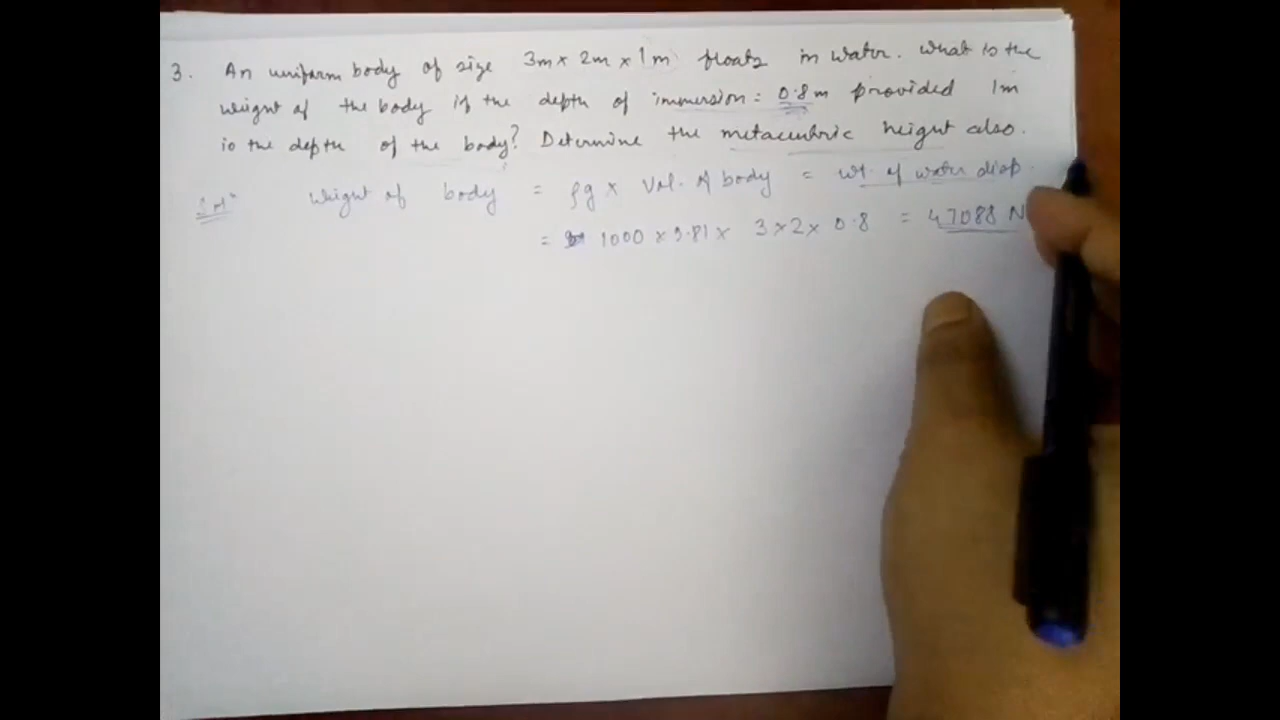 3. An uniform body of size 3m x 2m x 1m floats in water. What is the
weight of the body if the depth of immersion = 0.8m provided 1m
is the depth of the body? Determine the metacentric height also.
Soln Weight of body = ρg x Vol. of body = wt. of water disp.
= 1000 x 9.81 x 3 x 2 x 0.8 = 47088 N